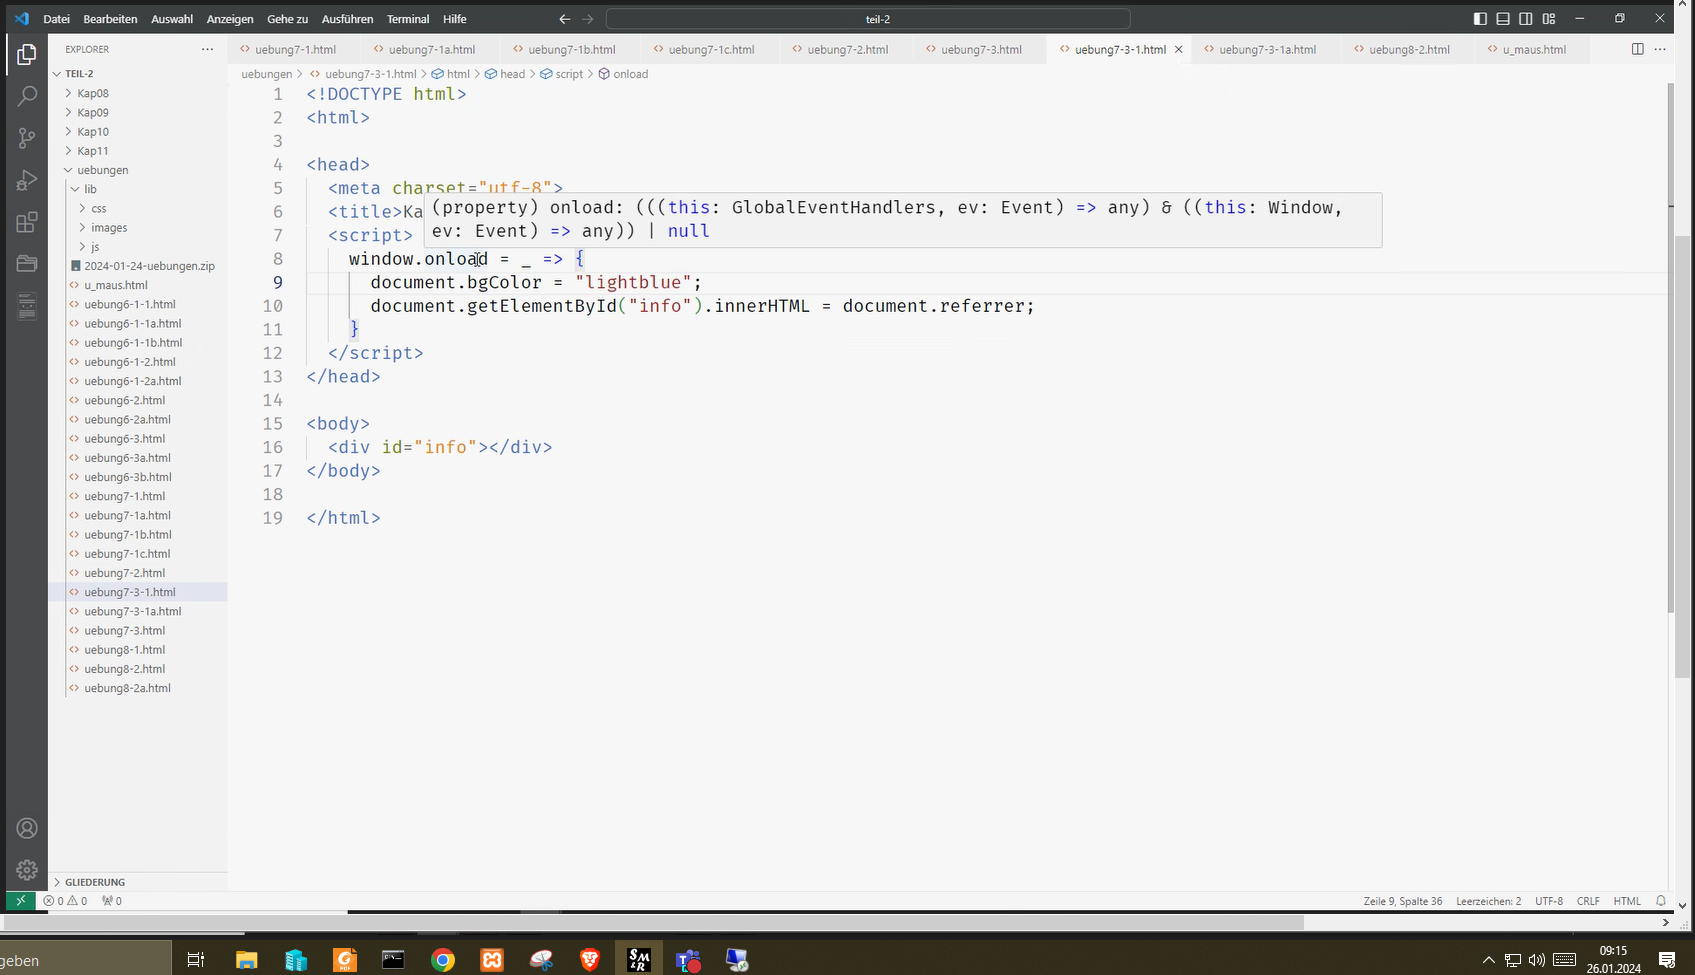 Datei Bearbeiten Auswahl Anzeigen Gehe zu Ausführen Terminal Hilfe
teil-2
EXPLORER
uebung7-1.html uebung7-1a.html uebung7-1b.html uebung7-1c.html uebung7-2.html uebung7-3.html uebung7-3-1.html uebung7-3-1a.html uebung8-2.html u_maus.html
uebungen > uebung7-3-1.html > html > head > script > onload
TEIL-2
Kap08
Kap09
Kap10
Kap11
uebungen
lib
css
images
js
2024-01-24-uebungen.zip
u_maus.html
uebung6-1-1.html
uebung6-1-1a.html
uebung6-1-1b.html
uebung6-1-2.html
uebung6-1-2a.html
uebung6-2.html
uebung6-2a.html
uebung6-3.html
uebung6-3a.html
uebung6-3b.html
uebung7-1.html
uebung7-1a.html
uebung7-1b.html
uebung7-1c.html
uebung7-2.html
uebung7-3-1.html
uebung7-3-1a.html
uebung7-3.html
uebung8-1.html
uebung8-2.html
uebung8-2a.html
GLIEDERUNG
1 <!DOCTYPE html>
2 <html>
3
4 <head>
5 <meta charset="utf-8">
6 <title>Ka
7 <script>
(property) onload: (((this: GlobalEventHandlers, ev: Event) => any) & ((this: Window,
ev: Event) => any)) | null
8 window.onload = _ => {
9 document.bgColor = "lightblue";
10 document.getElementById("info").innerHTML = document.referrer;
11 }
12 </script>
13 </head>
14
15 <body>
16 <div id="info"></div>
17 </body>
18
19 </html>
0 0 0
Zeile 9, Spalte 36 Leerzeichen: 2 UTF-8 CRLF HTML
geben
PDF
SM
&R
09:15
26.01.2024